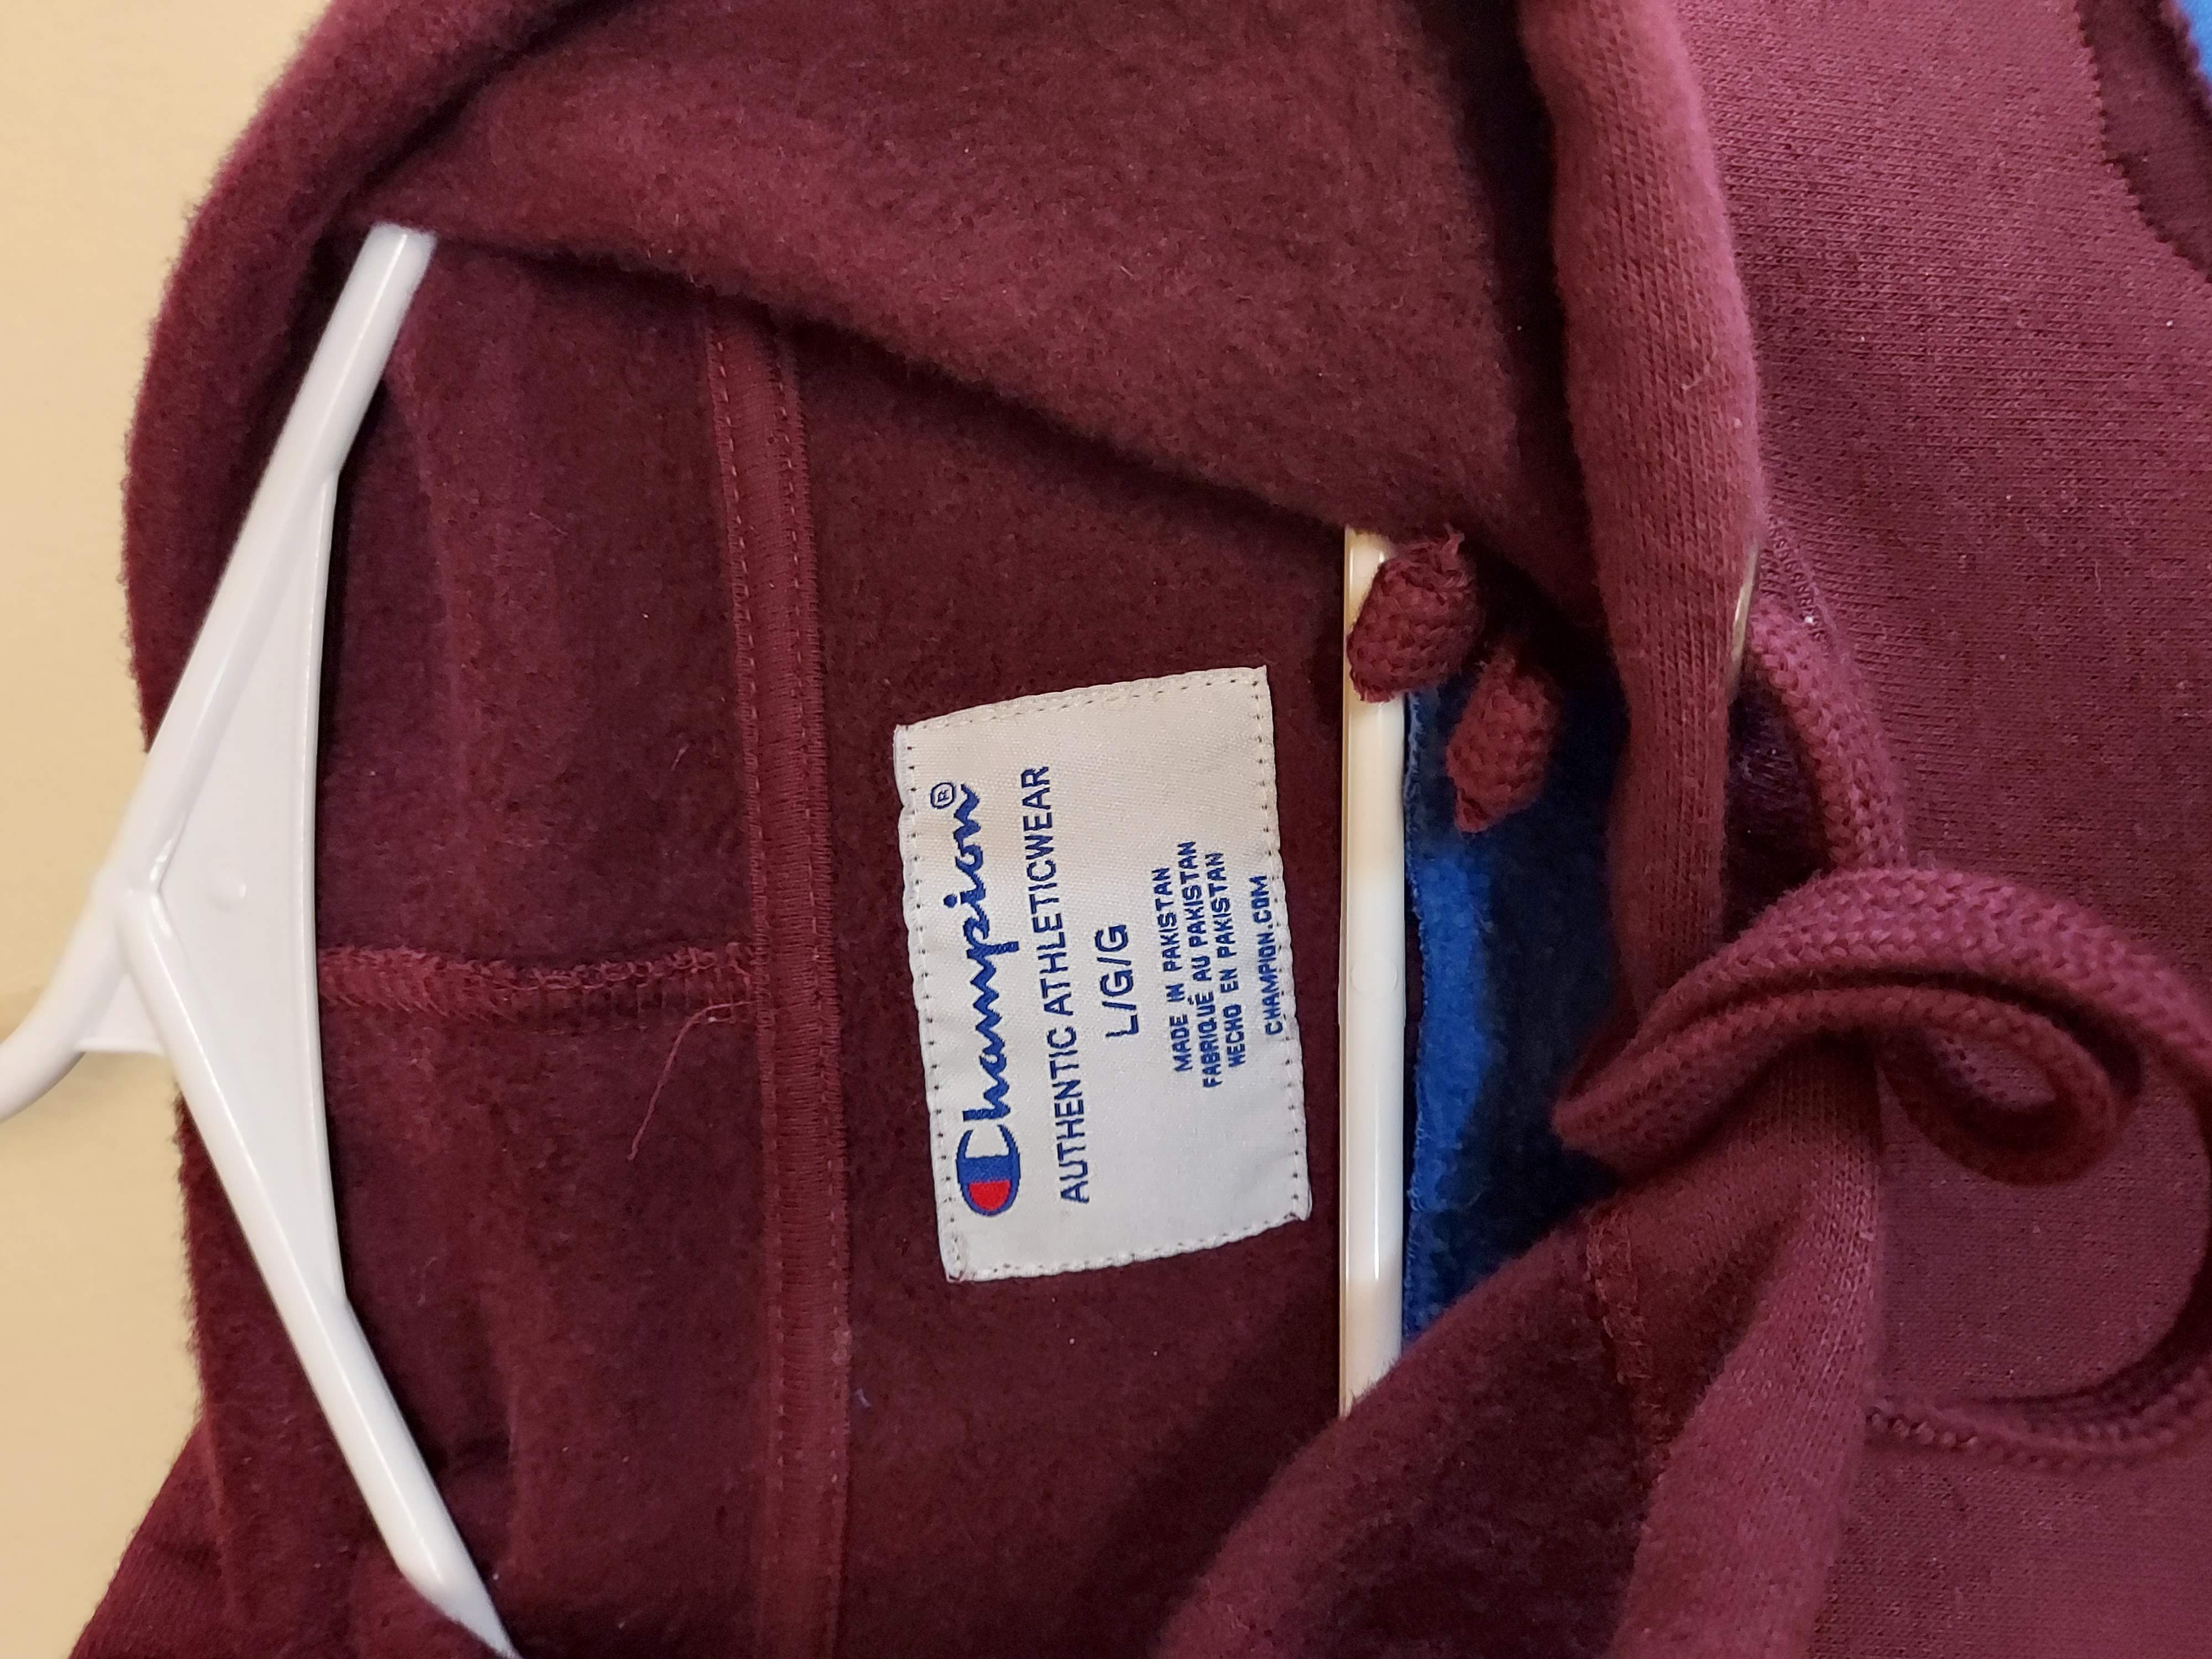 Champion®
AUTHENTIC ATHLETICWEAR
L/G/G
MADE IN PAKISTAN
FABRIQUÉ AU PAKISTAN
HECHO EN PAKISTAN
CHAMPION.COM